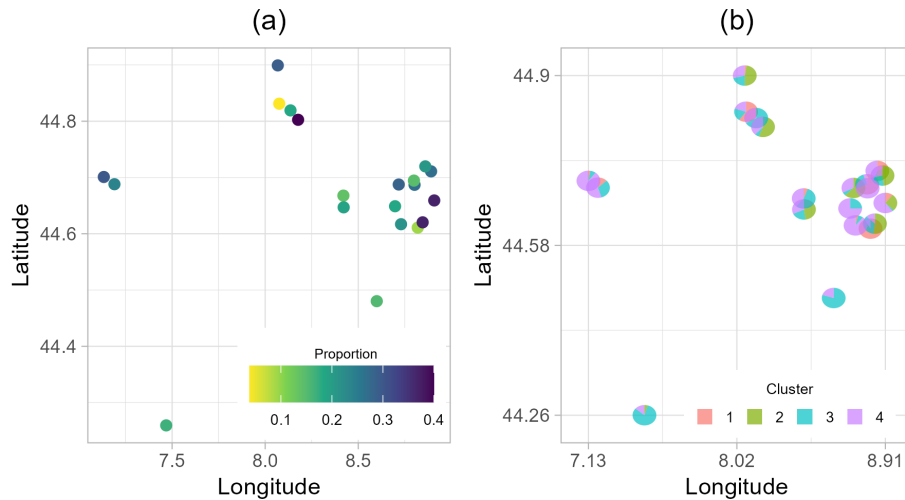 (a)
Latitude
44.8
44.6
44.4
Proportion
0.1 0.2 0.3 0.4
7.5 8.0 8.5
Longitude
(b)
Latitude
44.9
44.58
44.26
Cluster
1 2 3 4
7.13 8.02 8.91
Longitude